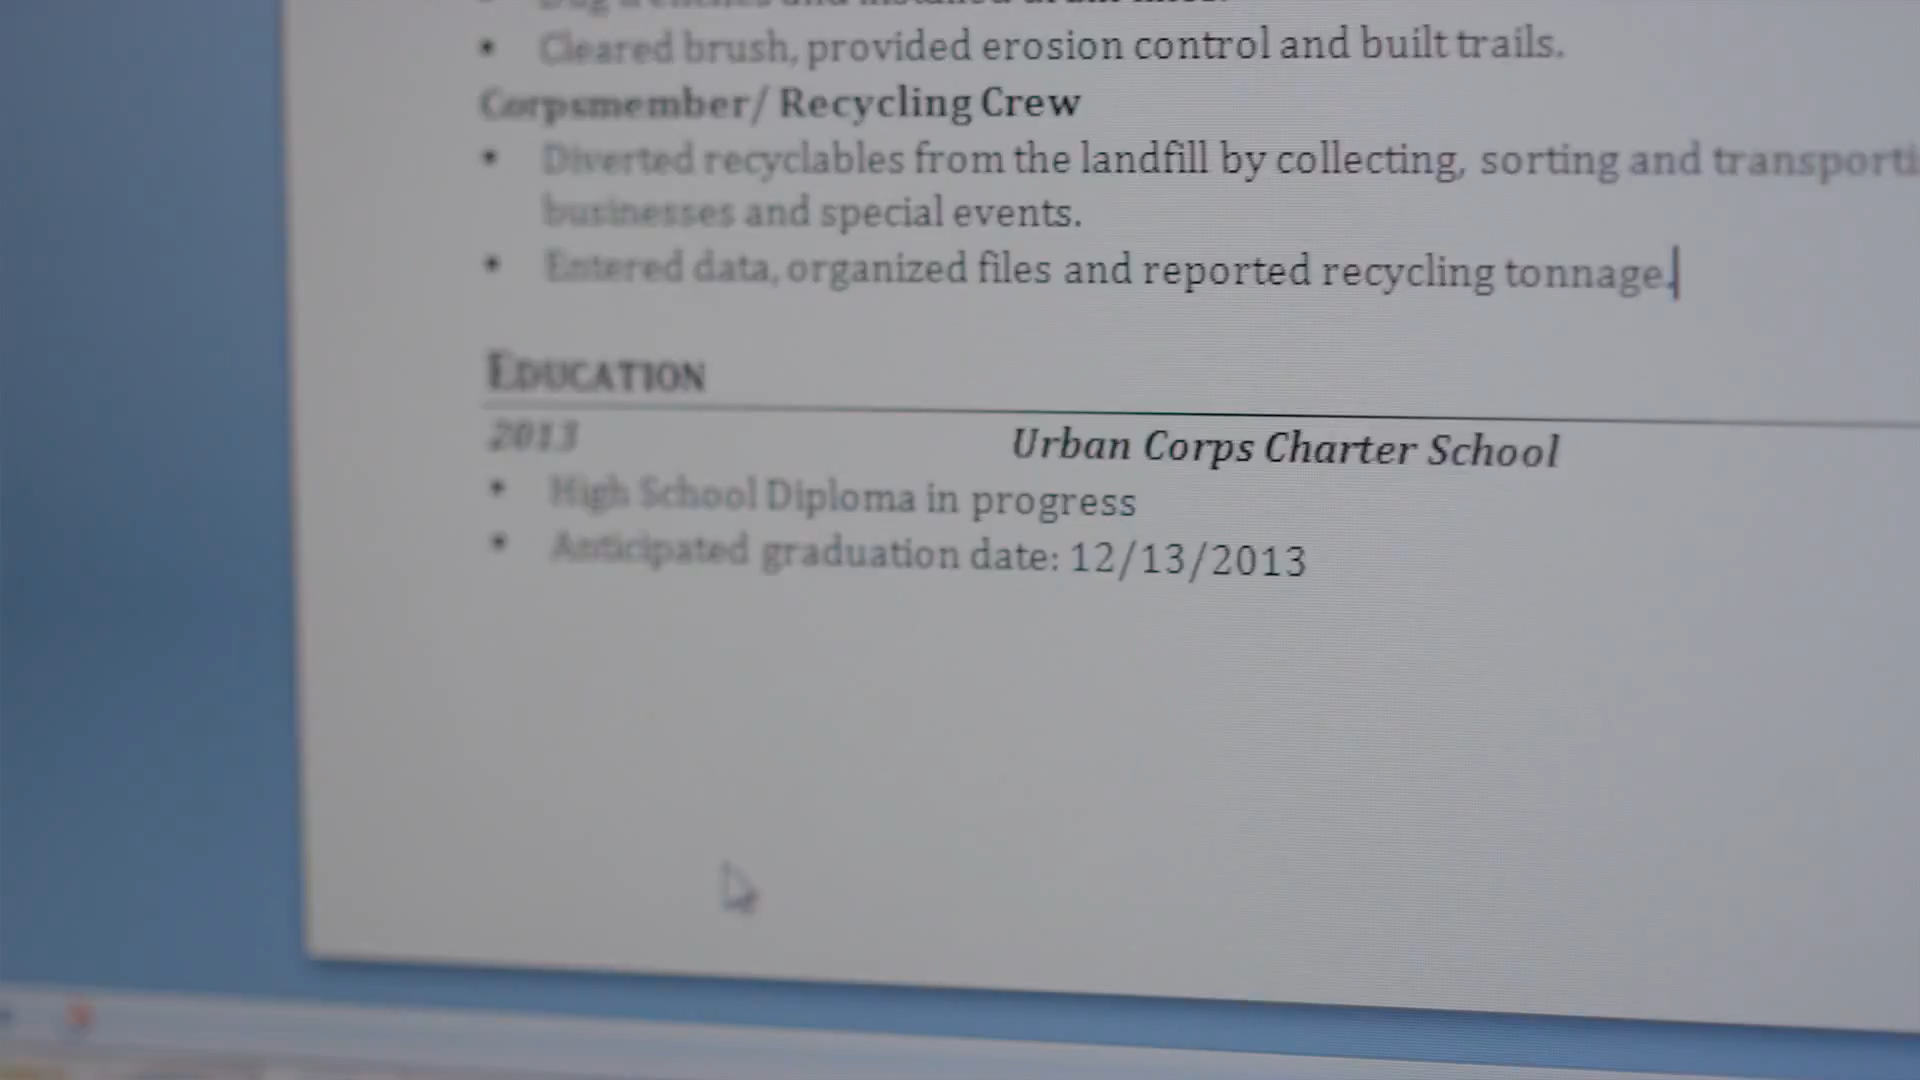 • Cleared brush, provided erosion control and built trails.
Corpsmember/ Recycling Crew
• Diverted recyclables from the landfill by collecting, sorting and
businesses and special events.
• Entered data, organized files and reported recycling tonnage.
EDUCATION
2013 Urban Corps Charter School
• High School Diploma in progress
• Anticipated graduation date: 12/13/2013